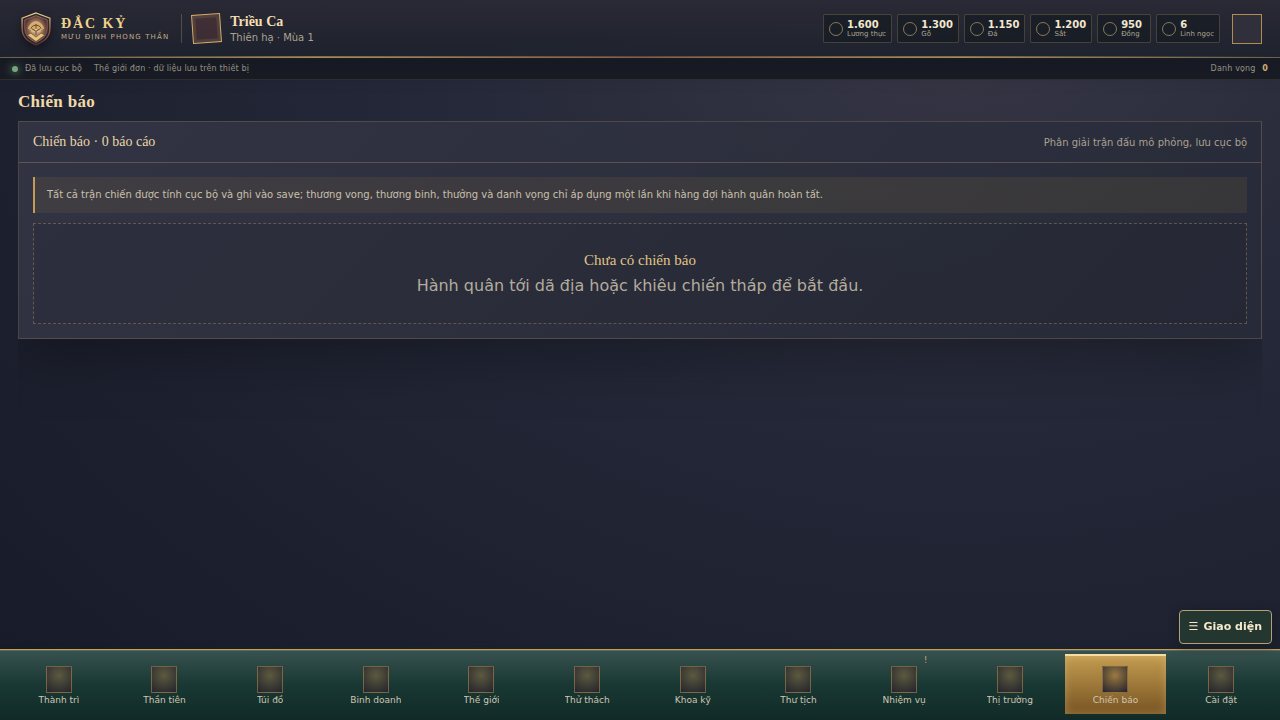 ĐẮC KỶ
MƯU ĐỊNH PHONG THẦN
Triều Ca
Thiên hạ · Mùa 1
1.600
Lương thực
1.300
Gỗ
1.150
Đá
1.200
Sắt
950
Đồng
6
Linh ngọc
Đã lưu cục bộ
Thế giới đơn · dữ liệu lưu trên thiết bị
Danh vọng 0
Chiến báo
Chiến báo · 0 báo cáo
Phân giải trận đấu mô phỏng, lưu cục bộ
Tất cả trận chiến được tính cục bộ và ghi vào save; thương vong, thương binh, thưởng và danh vọng chỉ áp dụng một lần khi hàng đợi hành quân hoàn tất.
Chưa có chiến báo
Hành quân tới dã địa hoặc khiêu chiến tháp để bắt đầu.
☰ Giao diện
Thành trì
Thần tiên
Túi đồ
Binh doanh
Thế giới
Thử thách
Khoa kỹ
Thư tịch
!
Nhiệm vụ
Thị trường
Chiến báo
Cài đặt